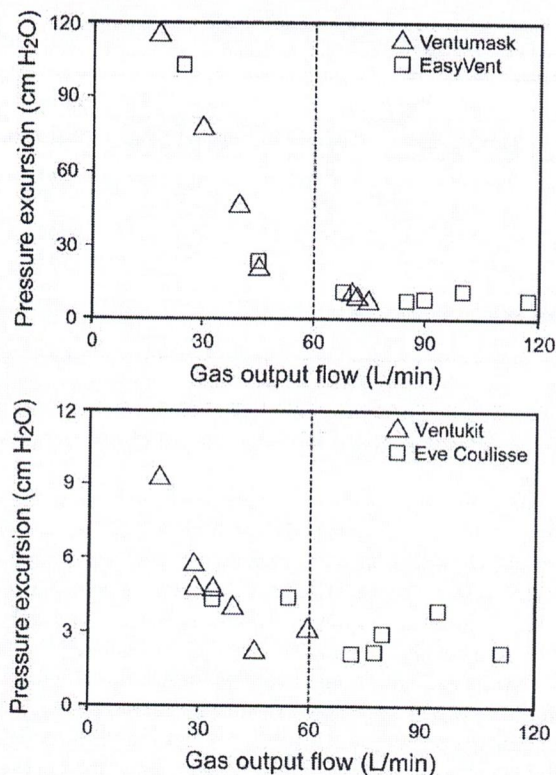 Pressure excursion (cm H₂O)
120
90
60
30
0
△ Ventumask
□ EasyVent
0 30 60 90 120
Gas output flow (L/min)
Pressure excursion (cm H₂O)
12
9
6
3
0
△ Ventukit
□ Eve Coulisse
0 30 60 90 120
Gas output flow (L/min)